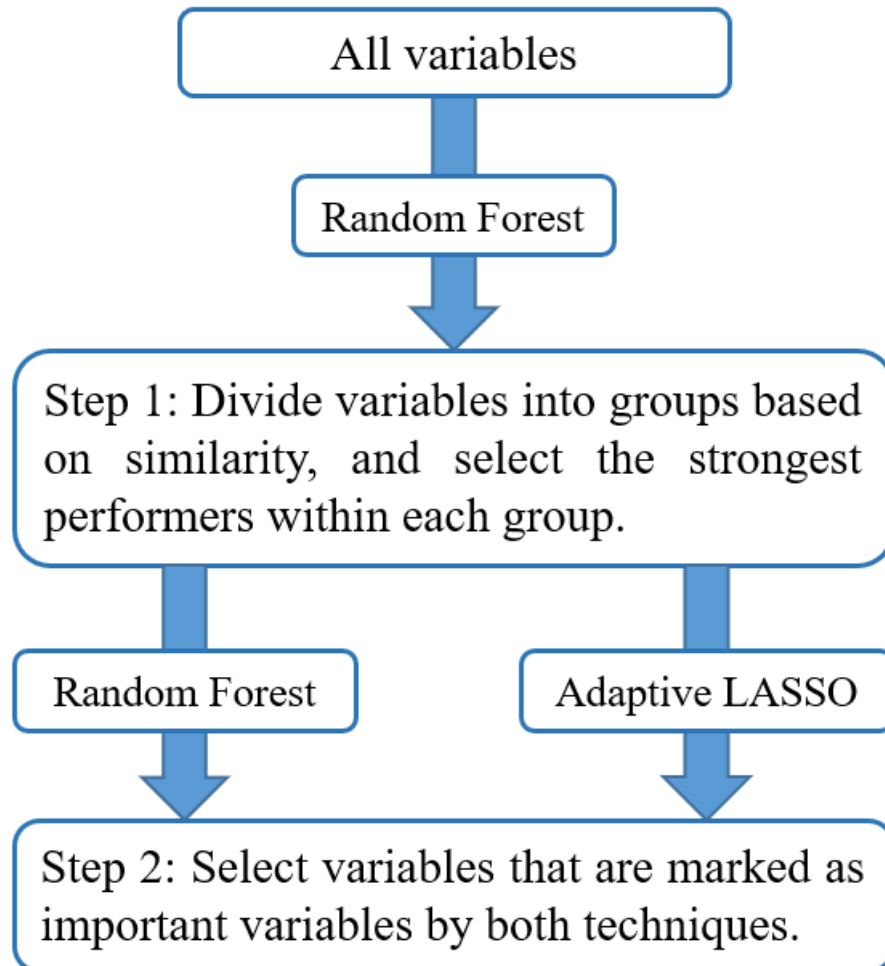 All variables
Random Forest
Step 1: Divide variables into groups based
on similarity, and select the strongest
performers within each group.
Random Forest
Adaptive LASSO
Step 2: Select variables that are marked as
important variables by both techniques.